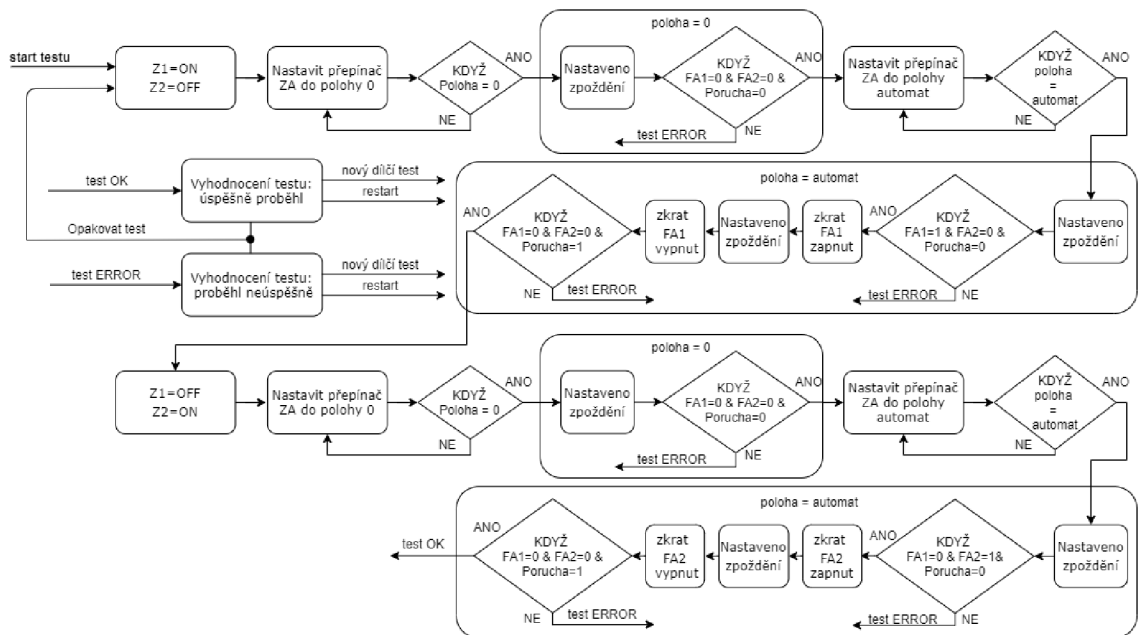 start testu
Z1=ON
Z2=OFF
Nastavit přepínač
ZA do polohy 0
KDYŽ
Poloha = 0
ANO
NE
poloha = 0
Nastaveno
zpoždění
KDYŽ
FA1=0 & FA2=0 &
Porucha=0
ANO
NE
test ERROR
Nastavit přepínač
ZA do polohy
automat
KDYŽ
poloha
=
automat
ANO
NE
test OK
Vyhodnocení testu:
úspěšně proběhl
nový dílčí test
restart
Opakovat test
test ERROR
Vyhodnocení testu:
proběhl neúspěšně
nový dílčí test
restart
poloha = automat
ANO
KDYŽ
FA1=0 & FA2=0 &
Porucha=1
NE
test ERROR
zkrat
FA1
vypnut
Nastaveno
zpoždění
zkrat
FA1
zapnut
ANO
KDYŽ
FA1=1 & FA2=0 &
Porucha=0
NE
test ERROR
Nastaveno
zpoždění
Z1=OFF
Z2=ON
Nastavit přepínač
ZA do polohy 0
KDYŽ
Poloha = 0
ANO
NE
poloha = 0
Nastaveno
zpoždění
KDYŽ
FA1=0 & FA2=0 &
Porucha=0
ANO
NE
test ERROR
Nastavit přepínač
ZA do polohy
automat
KDYŽ
poloha
=
automat
ANO
NE
poloha = automat
test OK
ANO
KDYŽ
FA1=0 & FA2=0 &
Porucha=1
NE
test ERROR
zkrat
FA2
vypnut
Nastaveno
zpoždění
zkrat
FA2
zapnut
ANO
KDYŽ
FA1=0 & FA2=1&
Porucha=0
NE
test ERROR
Nastaveno
zpoždění